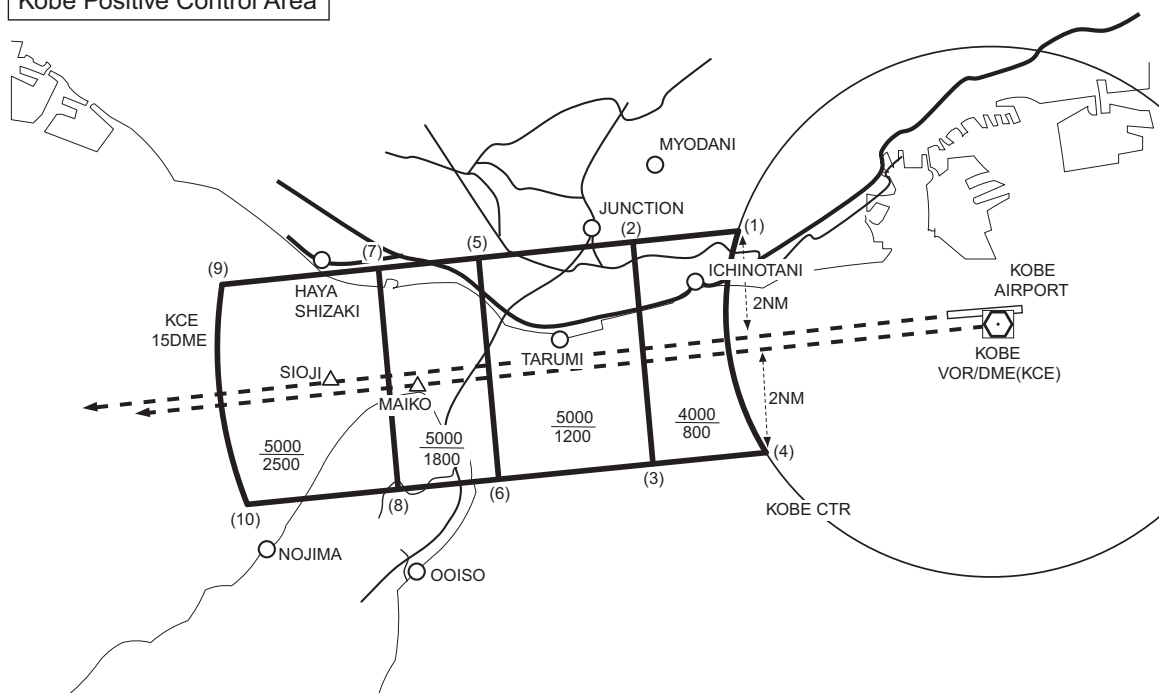 Kobe Positive Control Area
MYODANI
JUNCTION
(1)
(2)
(5)
(7)
(9)
ICHINOTANI
HAYA
SHIZAKI
2NM
KOBE
AIRPORT
KCE
15DME
KOBE
VOR/DME(KCE)
TARUMI
SIOJI
MAIKO
2NM
4000
800
5000
1200
5000
1800
5000
2500
(4)
(3)
(6)
(8)
(10)
KOBE CTR
NOJIMA
OOISO